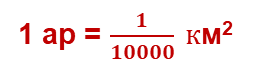 1 ар = 1/10000 км²